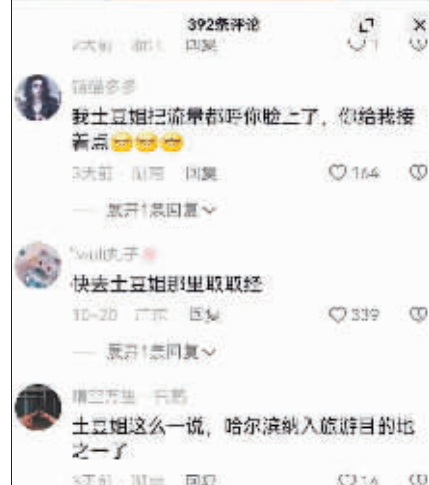 392条评论
回复
我土豆姐把流量都呼你脸上了，你给我接
着点
3天前 回复 164
展开1条回复
快去土豆姐那里取取经
10-20 广东 回复 339
展开1条回复
土豆姐这么一说，哈尔滨纳入旅游目的地
之一了
回复